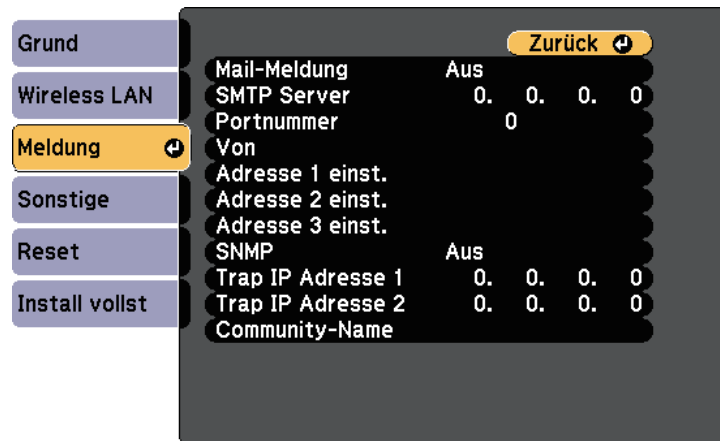 Grund
Wireless LAN
Meldung
Sonstige
Reset
Install vollst
Zurück
Mail-Meldung Aus
SMTP Server 0. 0. 0. 0
Portnummer 0
Von
Adresse 1 einst.
Adresse 2 einst.
Adresse 3 einst.
SNMP Aus
Trap IP Adresse 1 0. 0. 0. 0
Trap IP Adresse 2 0. 0. 0. 0
Community-Name